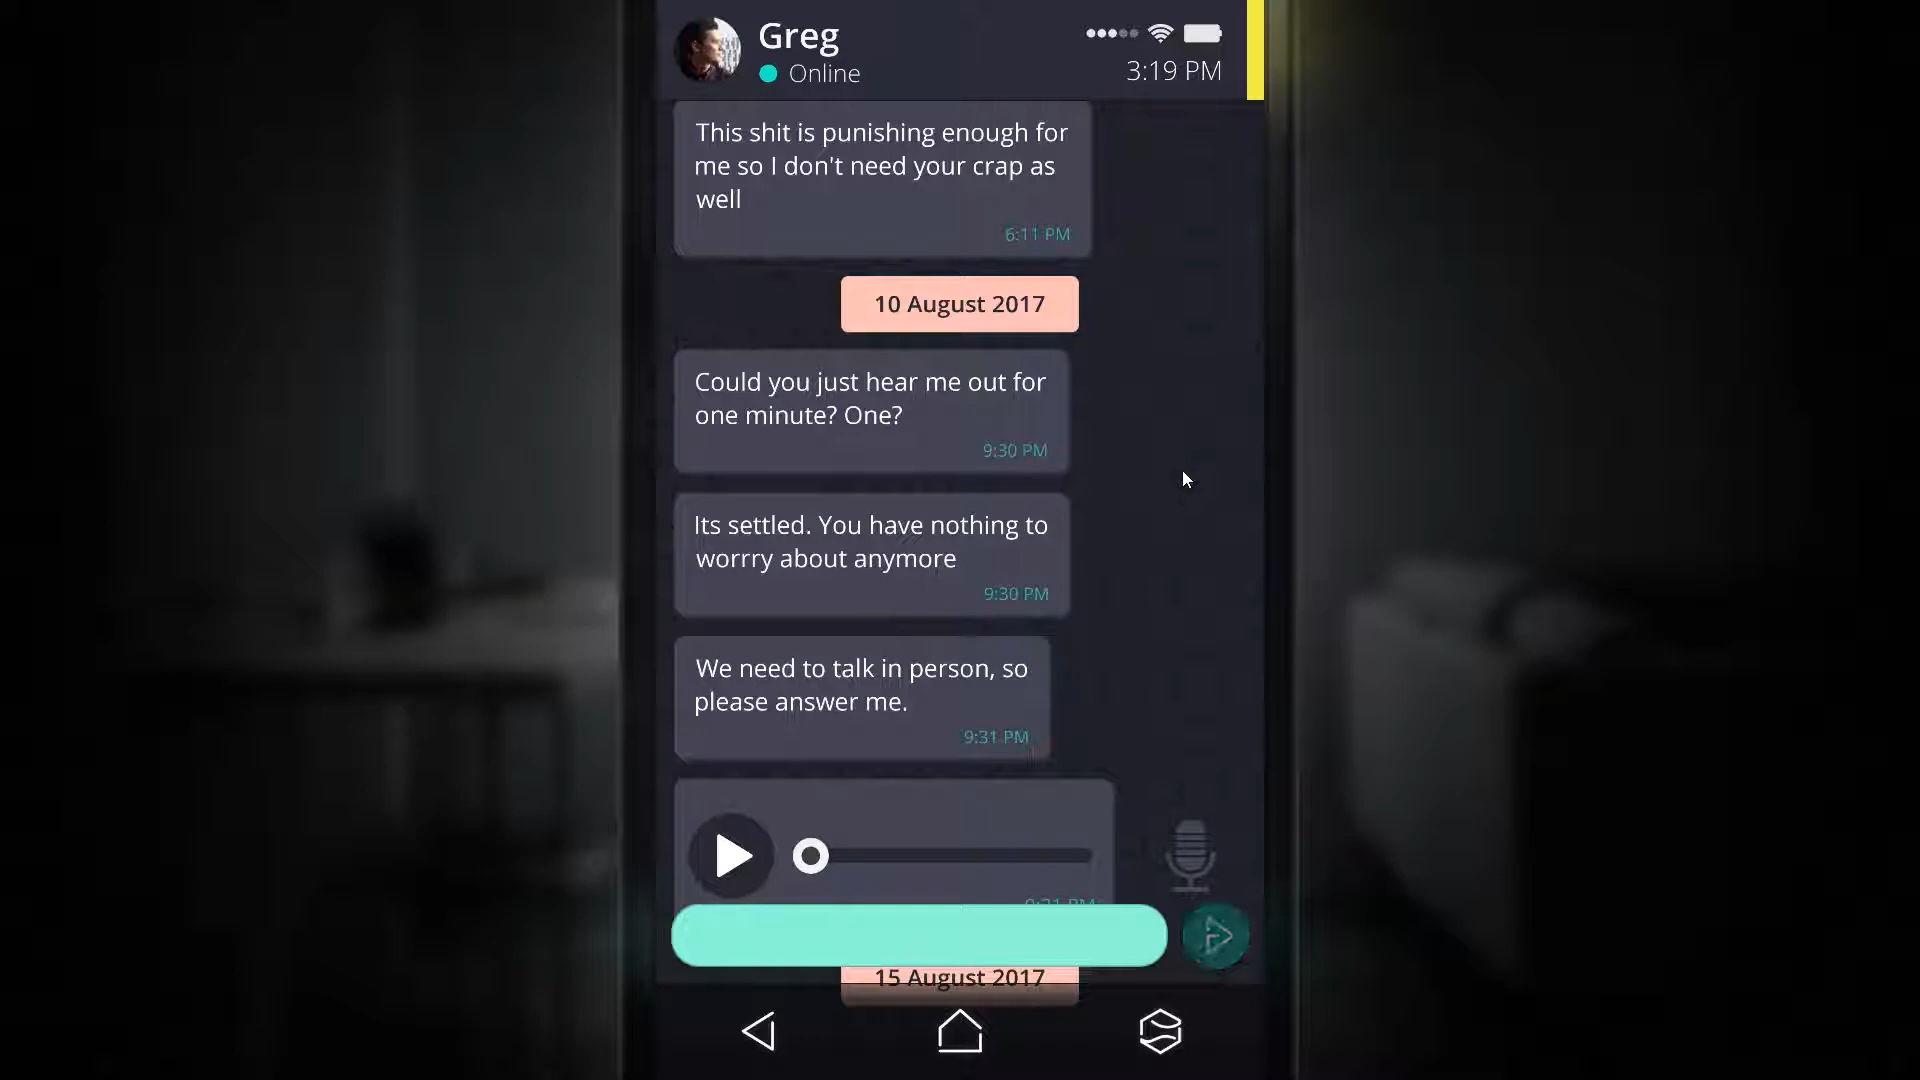 Greg
Online
3:19 PM
This shit is punishing enough for
me so I don't need your crap as
well
6:11 PM
10 August 2017
Could you just hear me out for
one minute? One?
9:30 PM
Its settled. You have nothing to
worrry about anymore
9:30 PM
We need to talk in person, so
please answer me.
9:31 PM
9:31 PM
15 August 2017